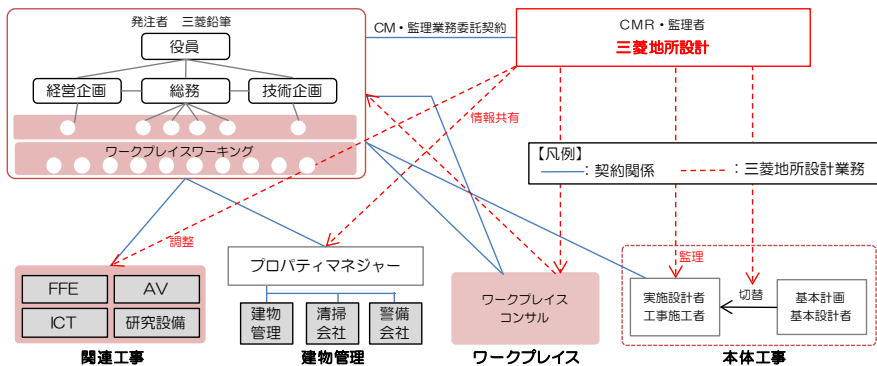 発注者　三菱鉛筆
役員
経営企画
総務
技術企画
ワークプレイスワーキング
CM・監理業務委託契約
CMR・監理者
三菱地所設計
情報共有
【凡例】
：契約関係
：三菱地所設計業務
調整
監理
FFE
AV
ICT
研究設備
関連工事
プロパティマネジャー
建物
管理
清掃
会社
警備
会社
建物管理
ワークプレイス
コンサル
ワークプレイス
実施設計者
工事施工者
切替
基本計画
基本設計者
本体工事